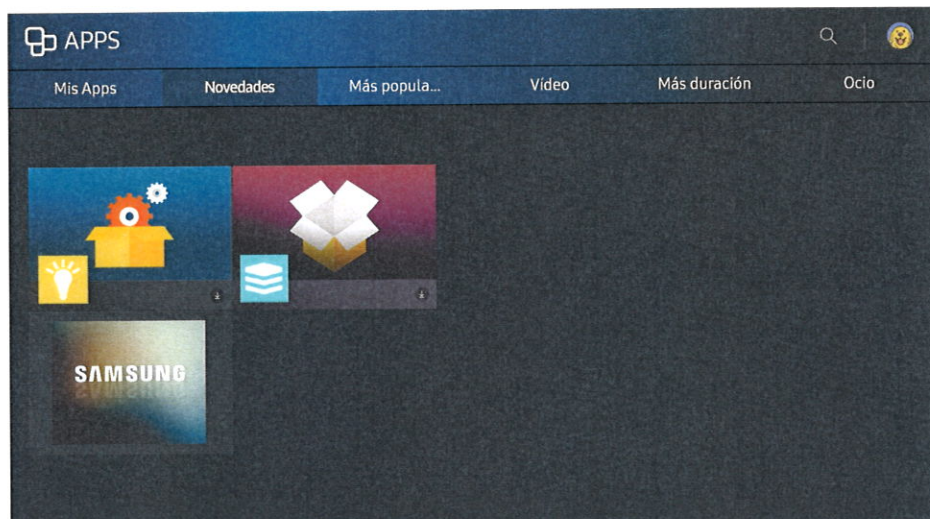 APPS
Mis Apps
Novedades
Más popula...
Vídeo
Más duración
Ocio
SAMSUNG